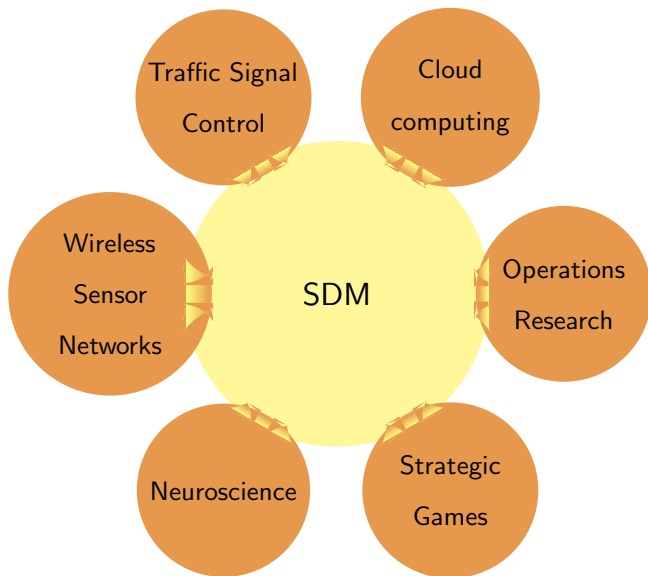 Traffic Signal
Control
Cloud
computing
Wireless
Sensor
Networks
SDM
Operations
Research
Neuroscience
Strategic
Games